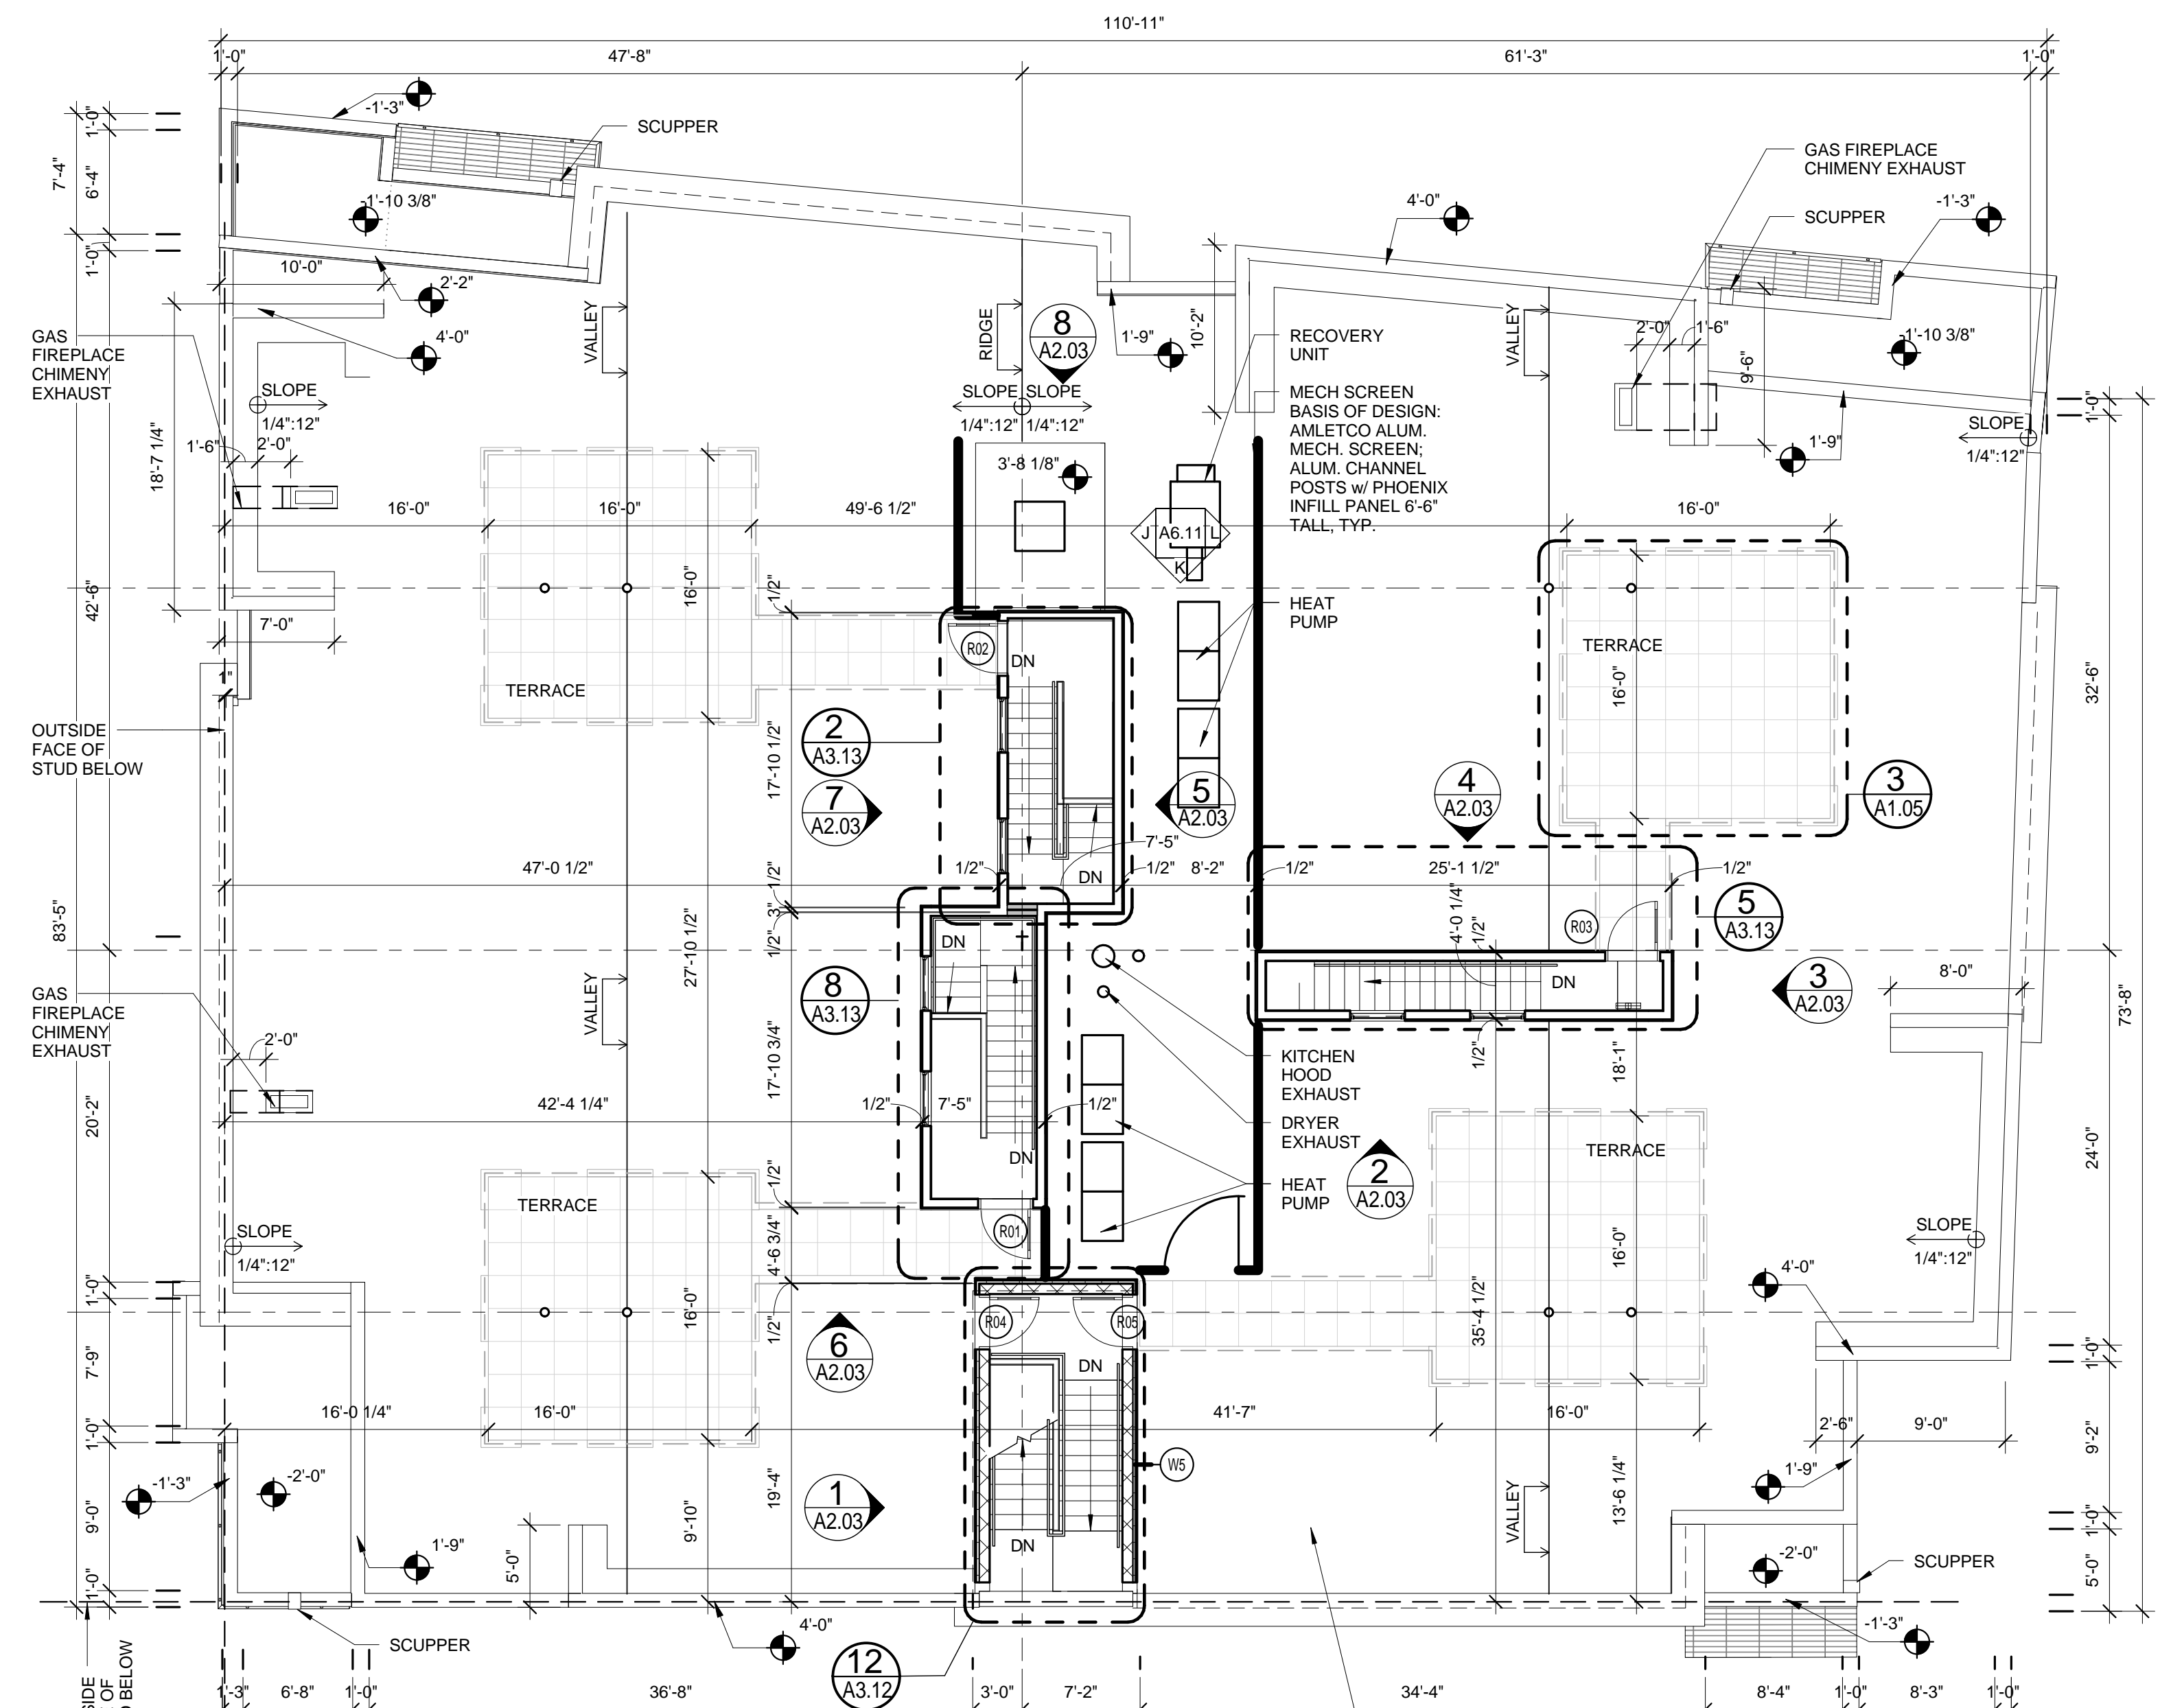 110'-11"
1'-0"
47'-8"
61'-3"
1'-0"
-1'-3"
SCUPPER
7'-4"
1'-0"
6'-4"
1'-0"
-1'-10 3/8"
10'-0"
2'-2"
4'-0"
GAS
FIREPLACE
CHIMENY
EXHAUST
18'-7 1/4"
SLOPE
1/4":12"
1'-6"
2'-0"
VALLEY
RIDGE
8
A2.03
SLOPE
SLOPE
1/4":12"
1/4":12"
1'-9"
10'-2"
4'-0"
GAS FIREPLACE
CHIMENY EXHAUST
SCUPPER
-1'-3"
RECOVERY
UNIT
MECH SCREEN
BASIS OF DESIGN:
AMLETCO ALUM.
MECH. SCREEN;
ALUM. CHANNEL
POSTS w/ PHOENIX
INFILL PANEL 6'-6"
TALL, TYP.
VALLEY
2'-0"
1'-6"
9'-6"
-1'-10 3/8"
1'-9"
SLOPE
1/4":12"
1'-0"
3'-8 1/8"
16'-0"
16'-0"
49'-6 1/2"
J
A6.11
L
K
16'-0"
42'-6"
7'-0"
16'-0"
1/2"
R02
DN
HEAT
PUMP
TERRACE
16'-0"
32'-6"
1"
TERRACE
OUTSIDE
FACE OF
STUD BELOW
2
A3.13
7
A2.03
17'-10 1/2"
5
A2.03
4
A2.03
3
A1.05
7'-5"
47'-0 1/2"
1/2"
DN
1/2"
8'-2"
1/2"
25'-1 1/2"
1/2"
83'-5"
27'-10 1/2"
1/2"
3"
1/2"
DN
4'-0 1/4"
1/2"
R03
5
A3.13
DN
3
A2.03
8'-0"
73'-8"
8
A3.13
GAS
FIREPLACE
CHIMENY
EXHAUST
VALLEY
2'-0"
17'-10 3/4"
1/2"
18'-1"
KITCHEN
HOOD
EXHAUST
DRYER
EXHAUST
HEAT
PUMP
20'-2"
42'-4 1/4"
1/2"
7'-5"
1/2"
DN
2
A2.03
TERRACE
24'-0"
TERRACE
1/2"
R01
SLOPE
1/4":12"
4'-6 3/4"
16'-0"
SLOPE
1/4":12"
4'-0"
1'-0"
16'-0"
1/2"
R04
R05
35'-4 1/2"
1'-0"
6
A2.03
DN
7'-9"
16'-0 1/4"
16'-0"
41'-7"
16'-0"
2'-6"
9'-0"
9'-2"
1'-0"
W5
-1'-3"
-2'-0"
1
A2.03
19'-4"
9'-10"
VALLEY
13'-6 1/4"
1'-9"
9'-0"
1'-9"
5'-0"
DN
1'-0"
-2'-0"
SCUPPER
5'-0"
1'-0"
4'-0"
-1'-3"
SCUPPER
12
A3.12
1'-3"
6'-8"
1'-0"
36'-8"
3'-0"
7'-2"
34'-4"
8'-4"
1'-0"
8'-3"
1'-0"